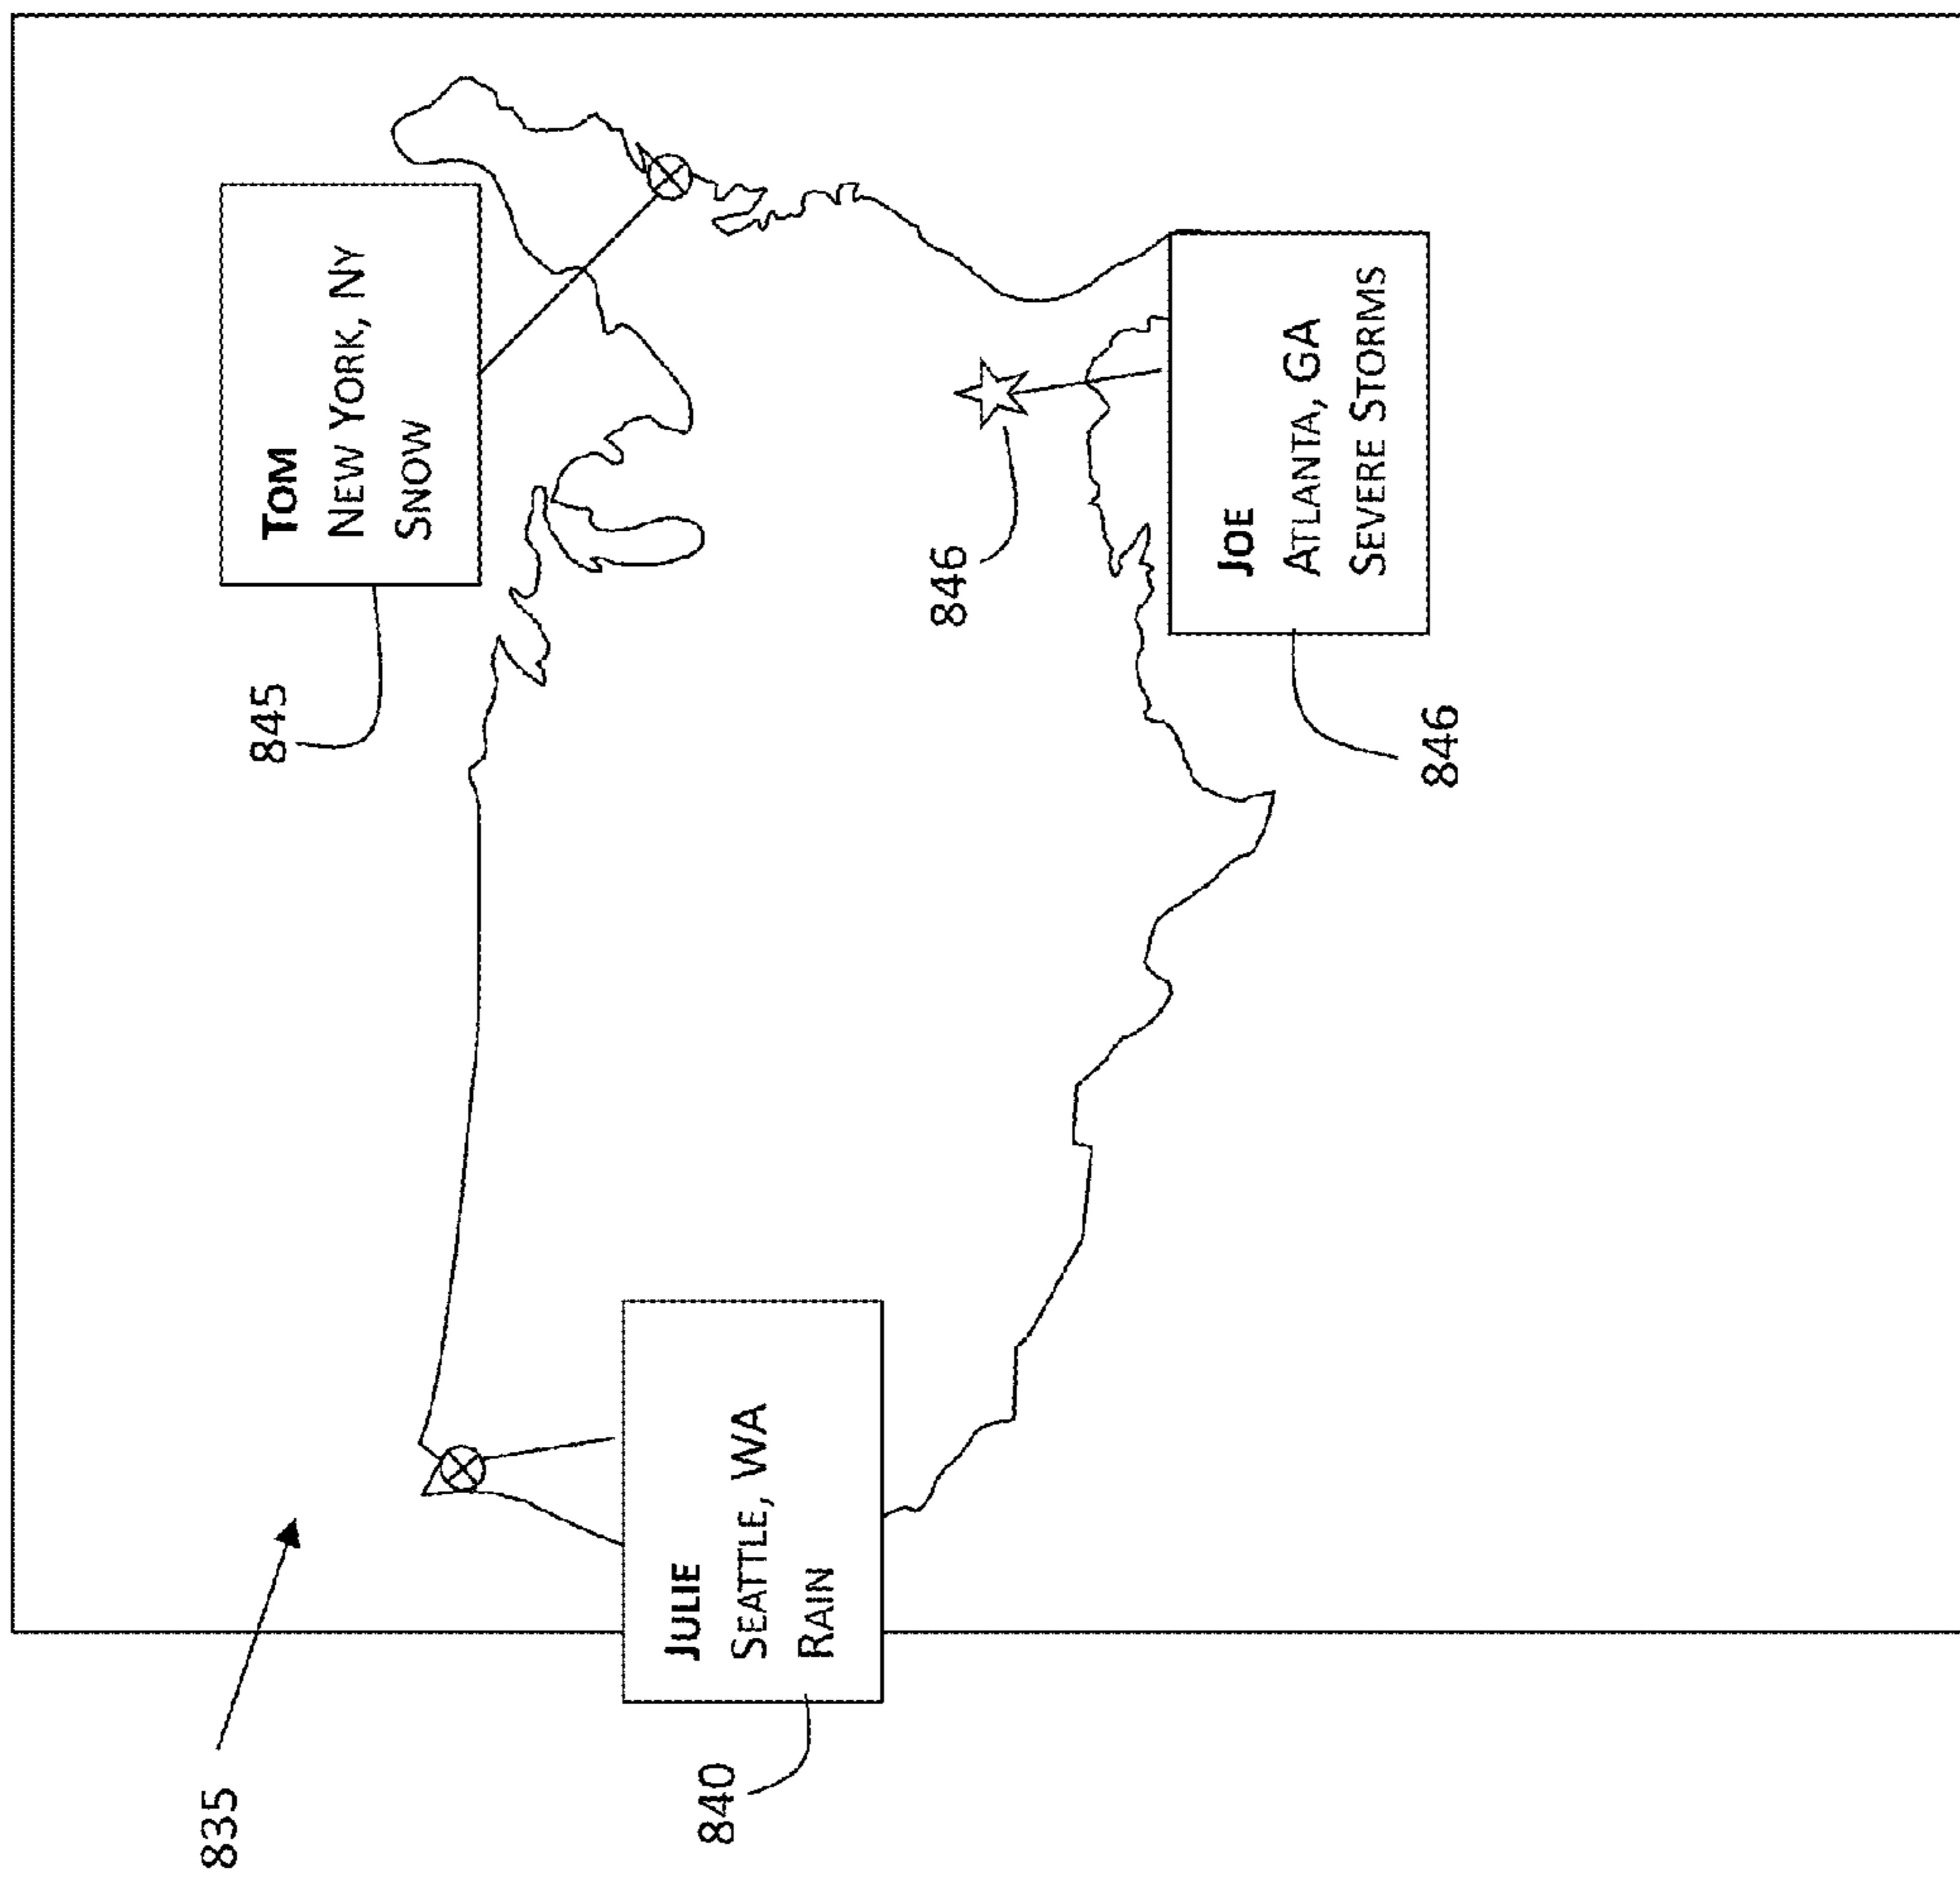 835
845
TOM
NEW YORK, NY
SNOW
840
JULIE
SEATTLE, WA
RAIN
846
JOE
ATLANTA, GA
SEVERE STORMS
846